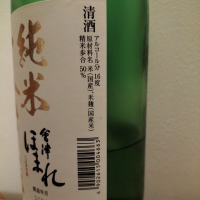 清酒
アルコール分 16度
原材料名 米(国産)、米麹(国産米)
精米歩合 50%
純米
会津ほまれ